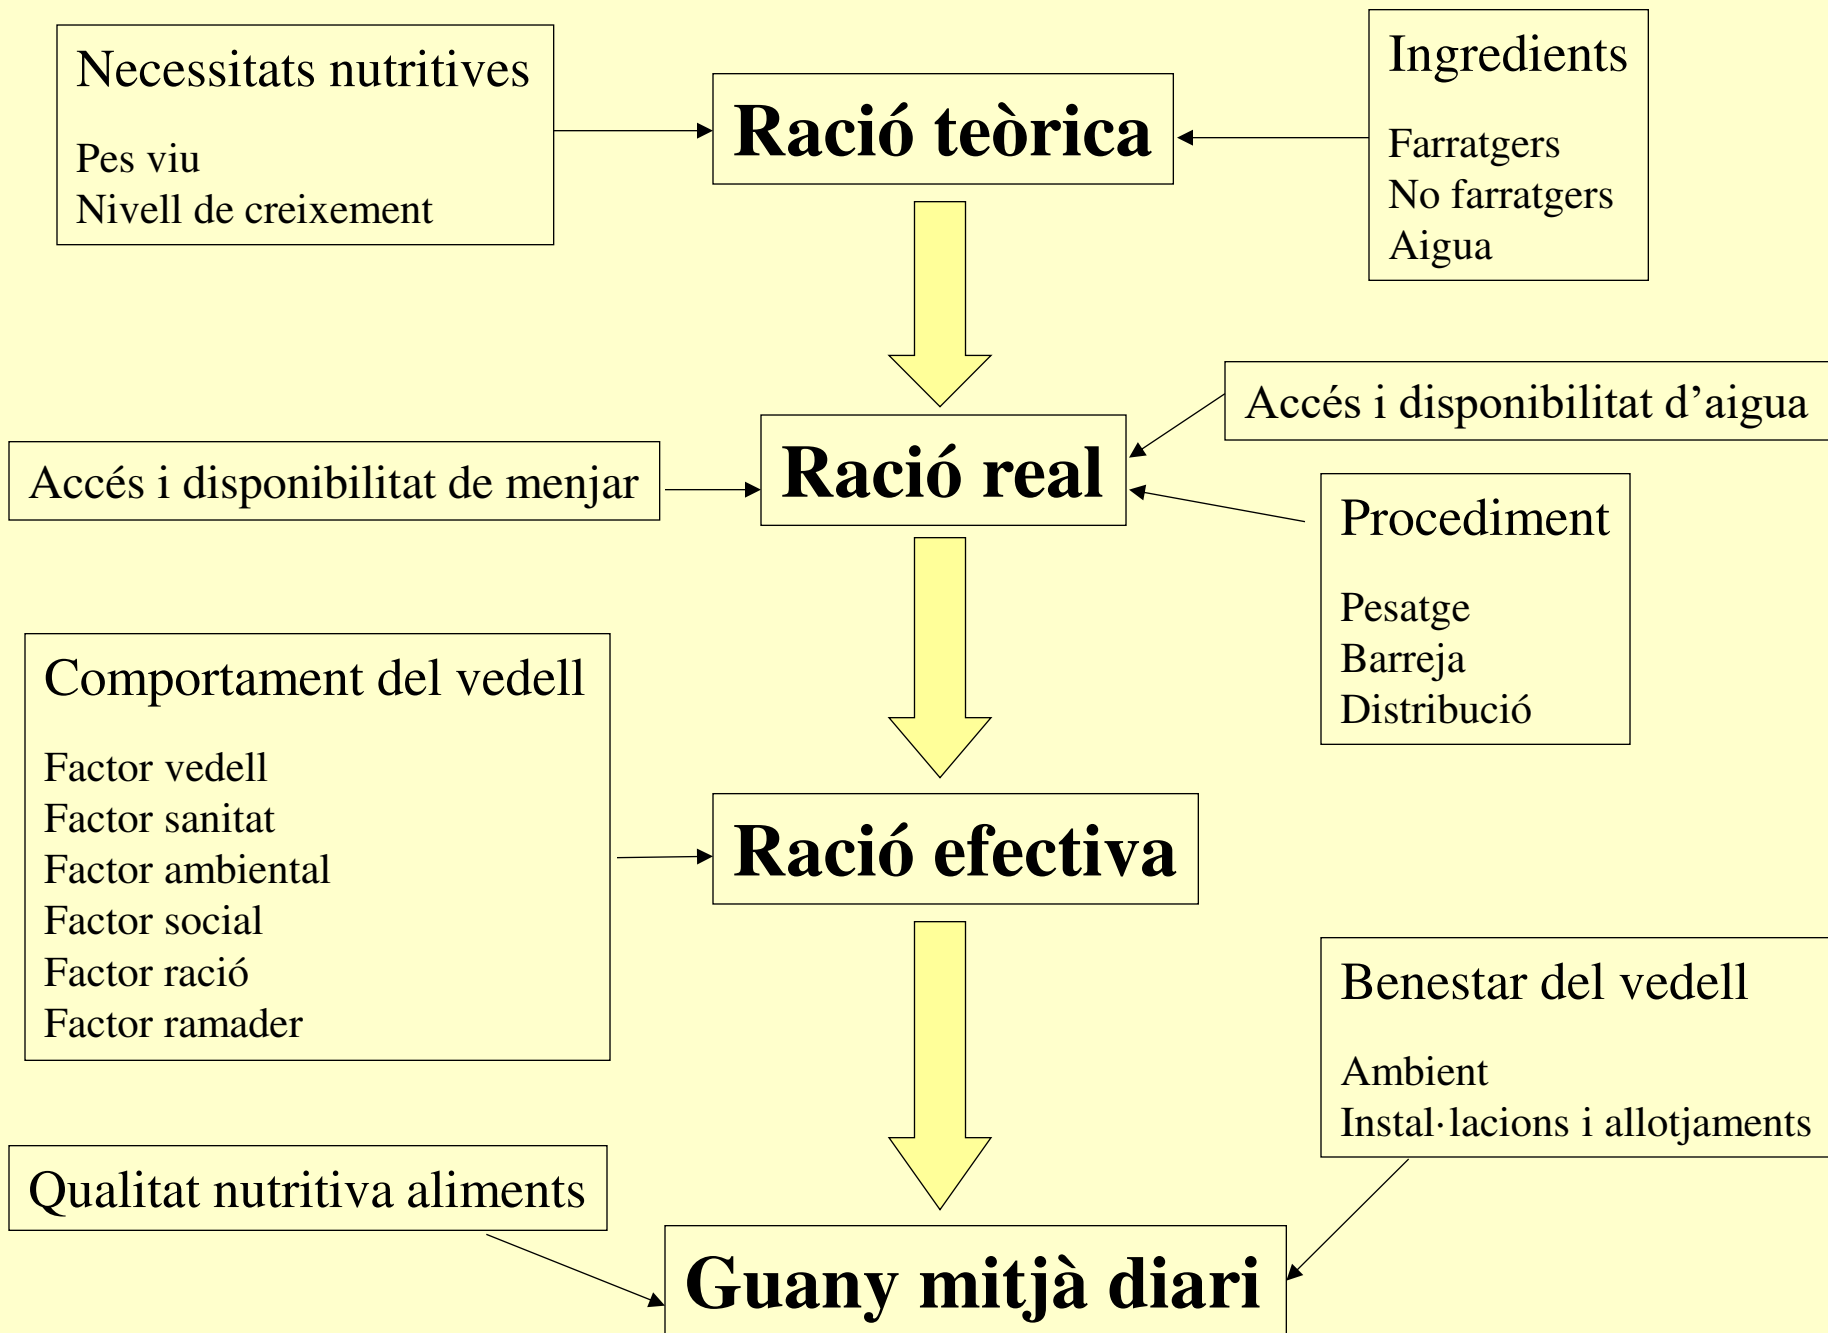 Necessitats nutritives
Pes viu
Nivell de creixement
Ració teòrica
Ingredients
Farratgers
No farratgers
Aigua
Accés i disponibilitat d’aigua
Accés i disponibilitat de menjar
Ració real
Procediment
Pesatge
Barreja
Distribució
Comportament del vedell
Factor vedell
Factor sanitat
Factor ambiental
Factor social
Factor ració
Factor ramader
Ració efectiva
Benestar del vedell
Ambient
Instal·lacions i allotjaments
Qualitat nutritiva aliments
Guany mitjà diari